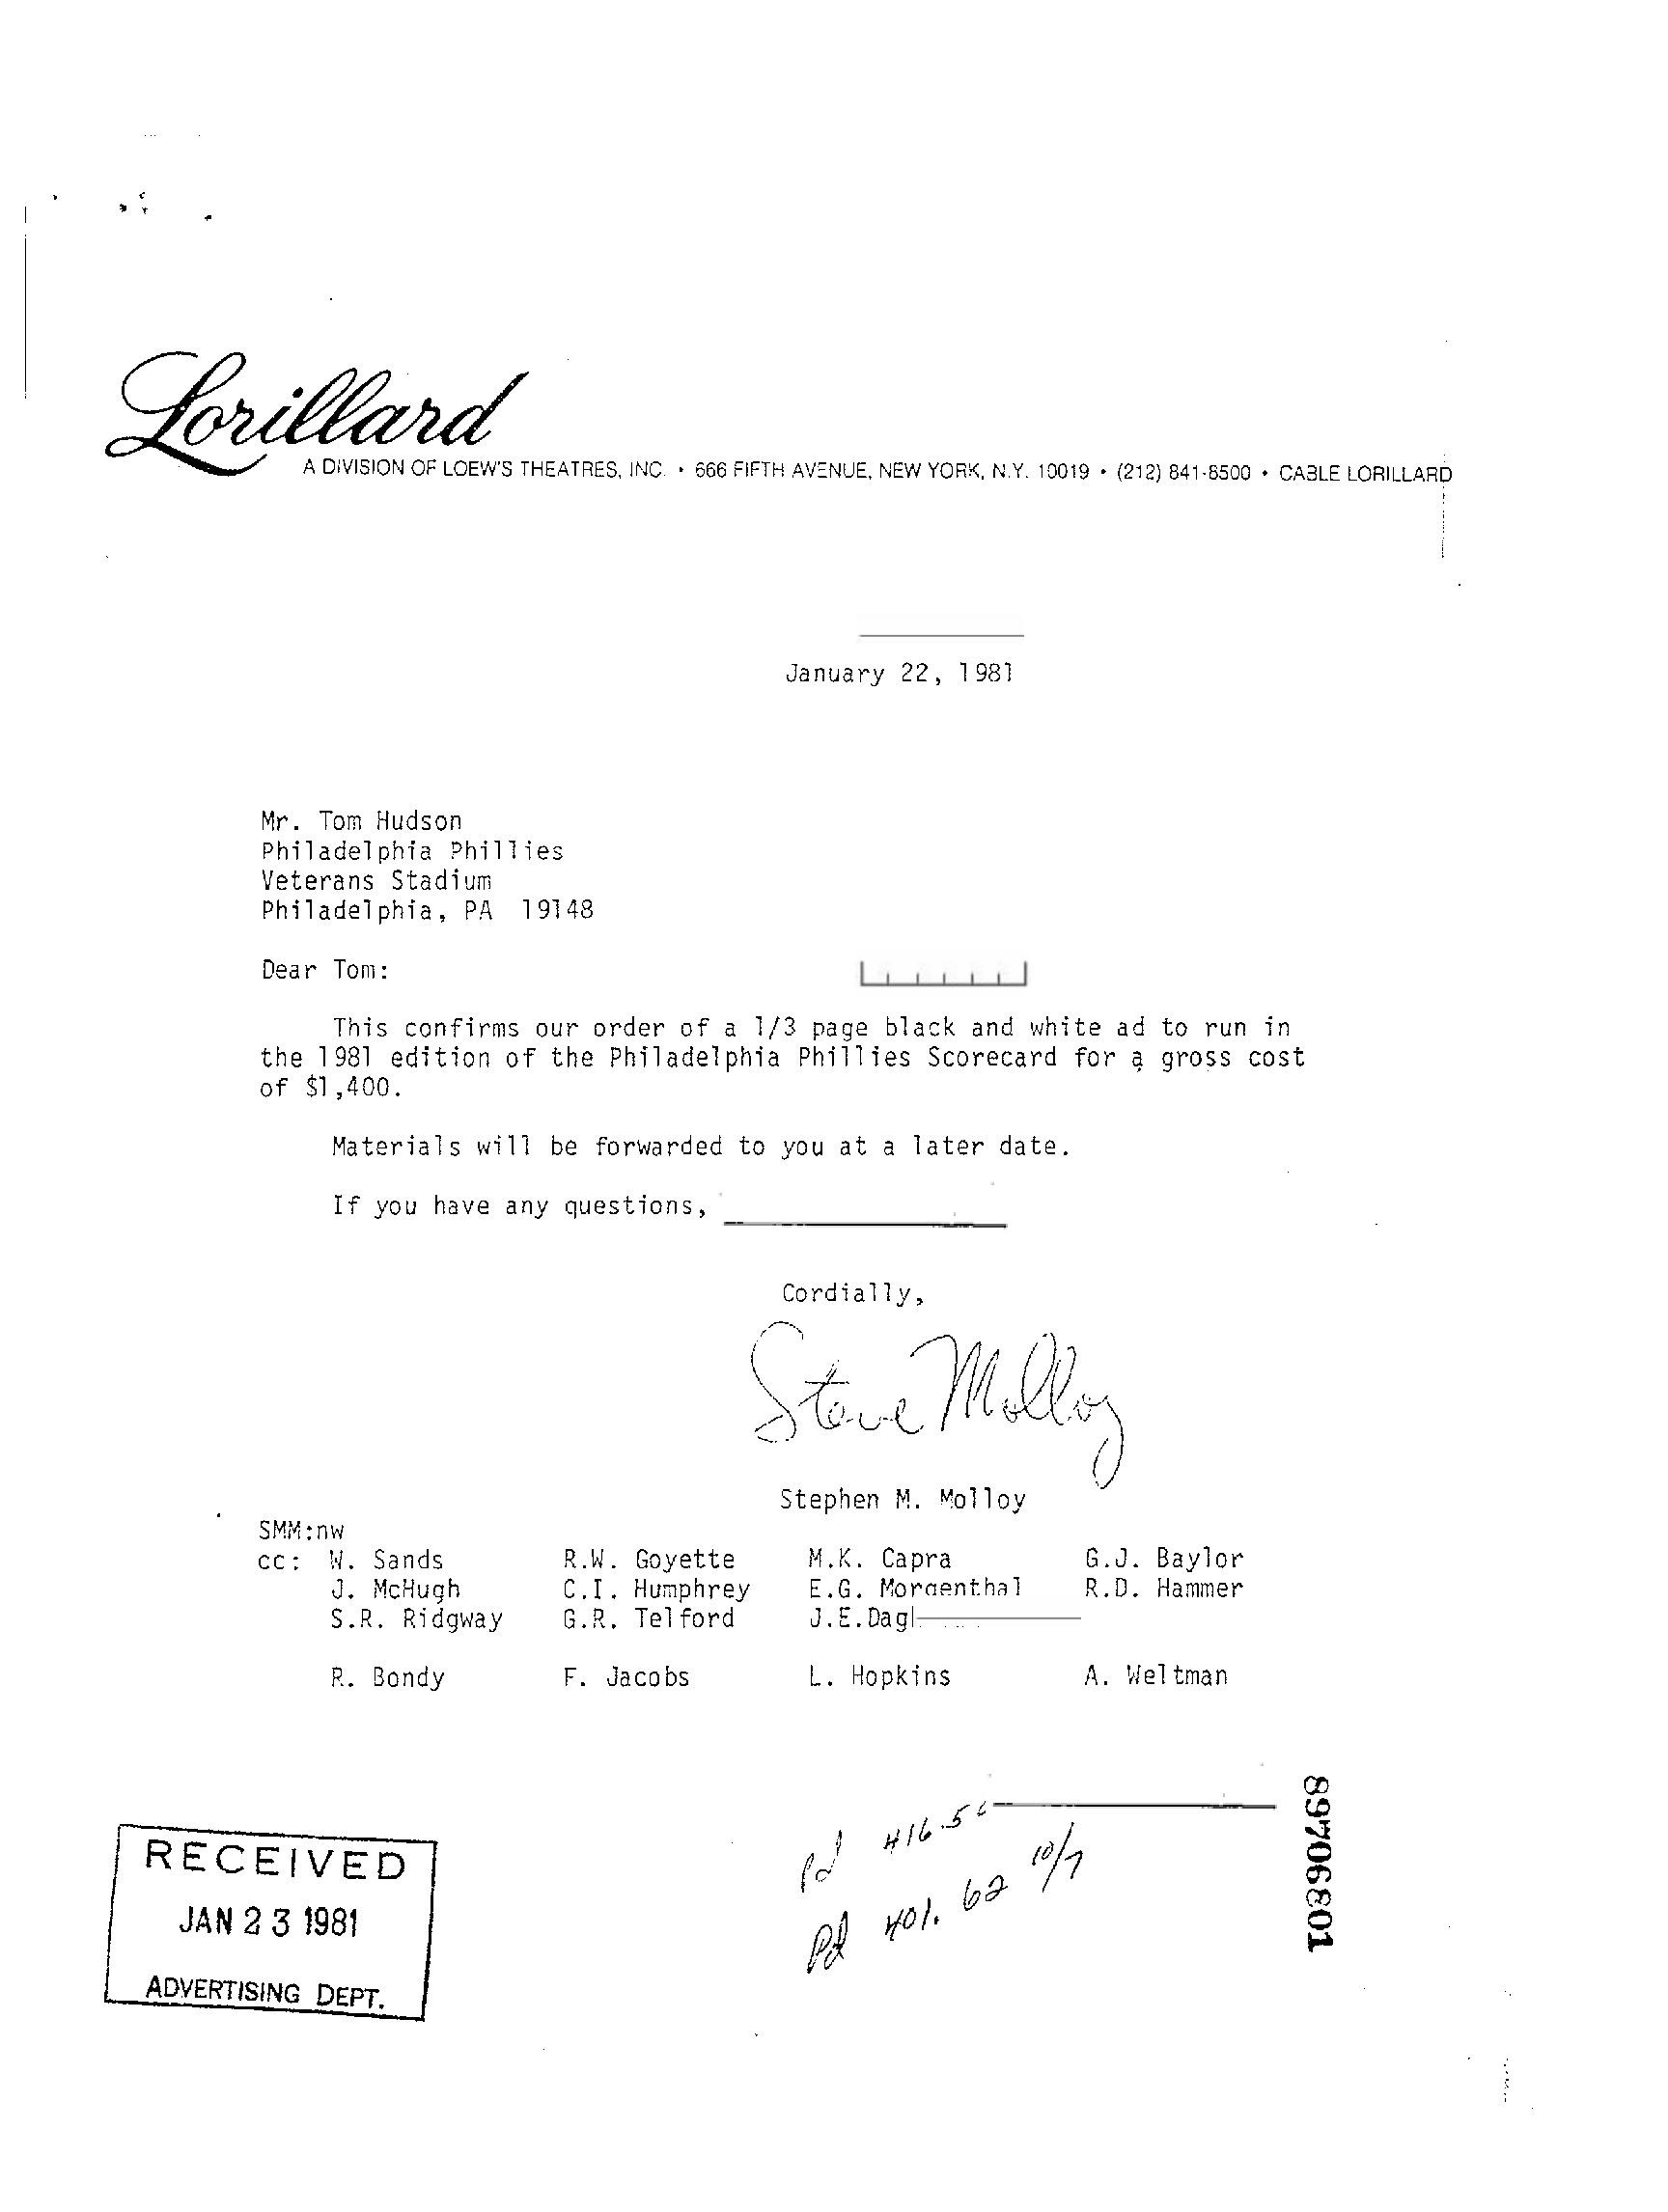 Lorillard
A DIVISION OF LOEW'S THEATRES, INC. • 666 FIFTH AVENUE, NEW YORK, N.Y. 10019 • (212) 841-8500 • CABLE LORILLARD
January 22, 1981
Mr. Tom Hudson
Philadelphia Phillies
Veterans Stadium
Philadelphia, PA 19148
Dear Tom:
This confirms our order of a 1/3 page black and white ad to run in
the 1981 edition of the Philadelphia Phillies Scorecard for a gross cost
of $1,400.
Materials will be forwarded to you at a later date.
If you have any questions,
Cordially,
Steve Molloy
Stephen M. Molloy
SMM:nw
cc: W. Sands R.W. Goyette M.K. Capra G.J. Baylor
J. McHugh C.I. Humphrey E.G. Morgenthal R.D. Hammer
S.R. Ridgway G.R. Telford J.E.Dagl
R. Bondy F. Jacobs L. Hopkins A. Weltman
Pd 416.5
Pd 401.62 10/7
89706801
RECEIVED
JAN 23 1981
ADVERTISING DEPT.